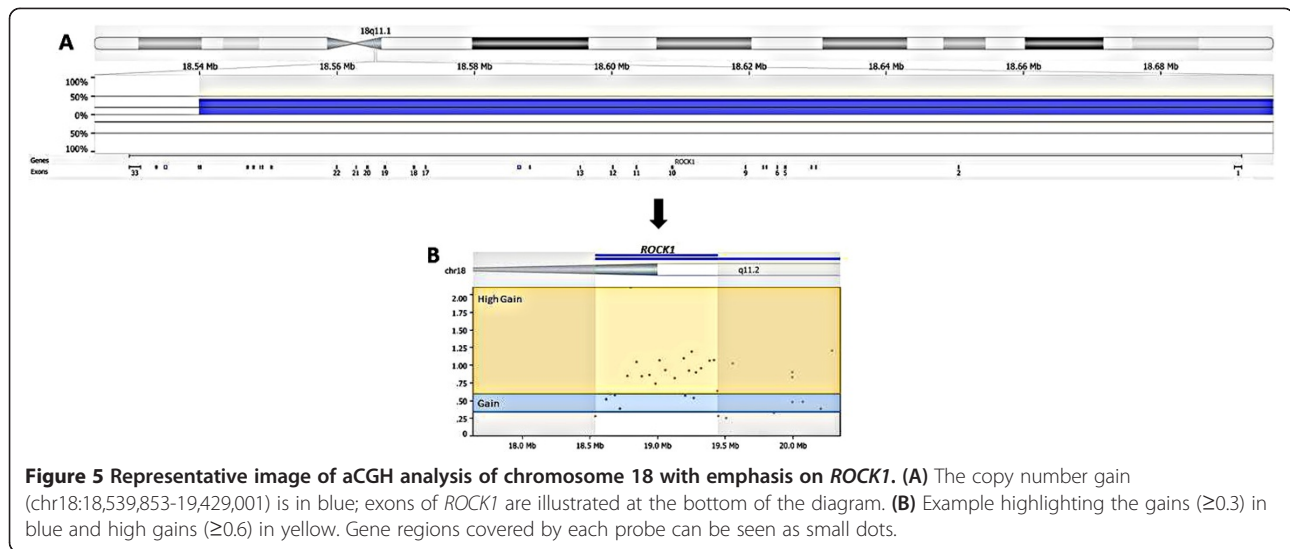 A
18q11.1
18.54 Mb 18.56 Mb 18.58 Mb 18.60 Mb 18.62 Mb 18.64 Mb 18.66 Mb 18.68 Mb
100%
50%
0%
50%
100%
Genes ROCK1
Exons 33 22 21 20 19 18 17 13 12 11 10 9 6 5 2 1
B
ROCK1
chr18 q11.2
2.00 High Gain
1.75
1.50
1.25
1.00
.75
.50 Gain
.25
0
18.0 Mb 18.5 Mb 19.0 Mb 19.5 Mb 20.0 Mb
Figure 5 Representative image of aCGH analysis of chromosome 18 with emphasis on ROCK1. (A) The copy number gain
(chr18:18,539,853-19,429,001) is in blue; exons of ROCK1 are illustrated at the bottom of the diagram. (B) Example highlighting the gains (≥0.3) in
blue and high gains (≥0.6) in yellow. Gene regions covered by each probe can be seen as small dots.